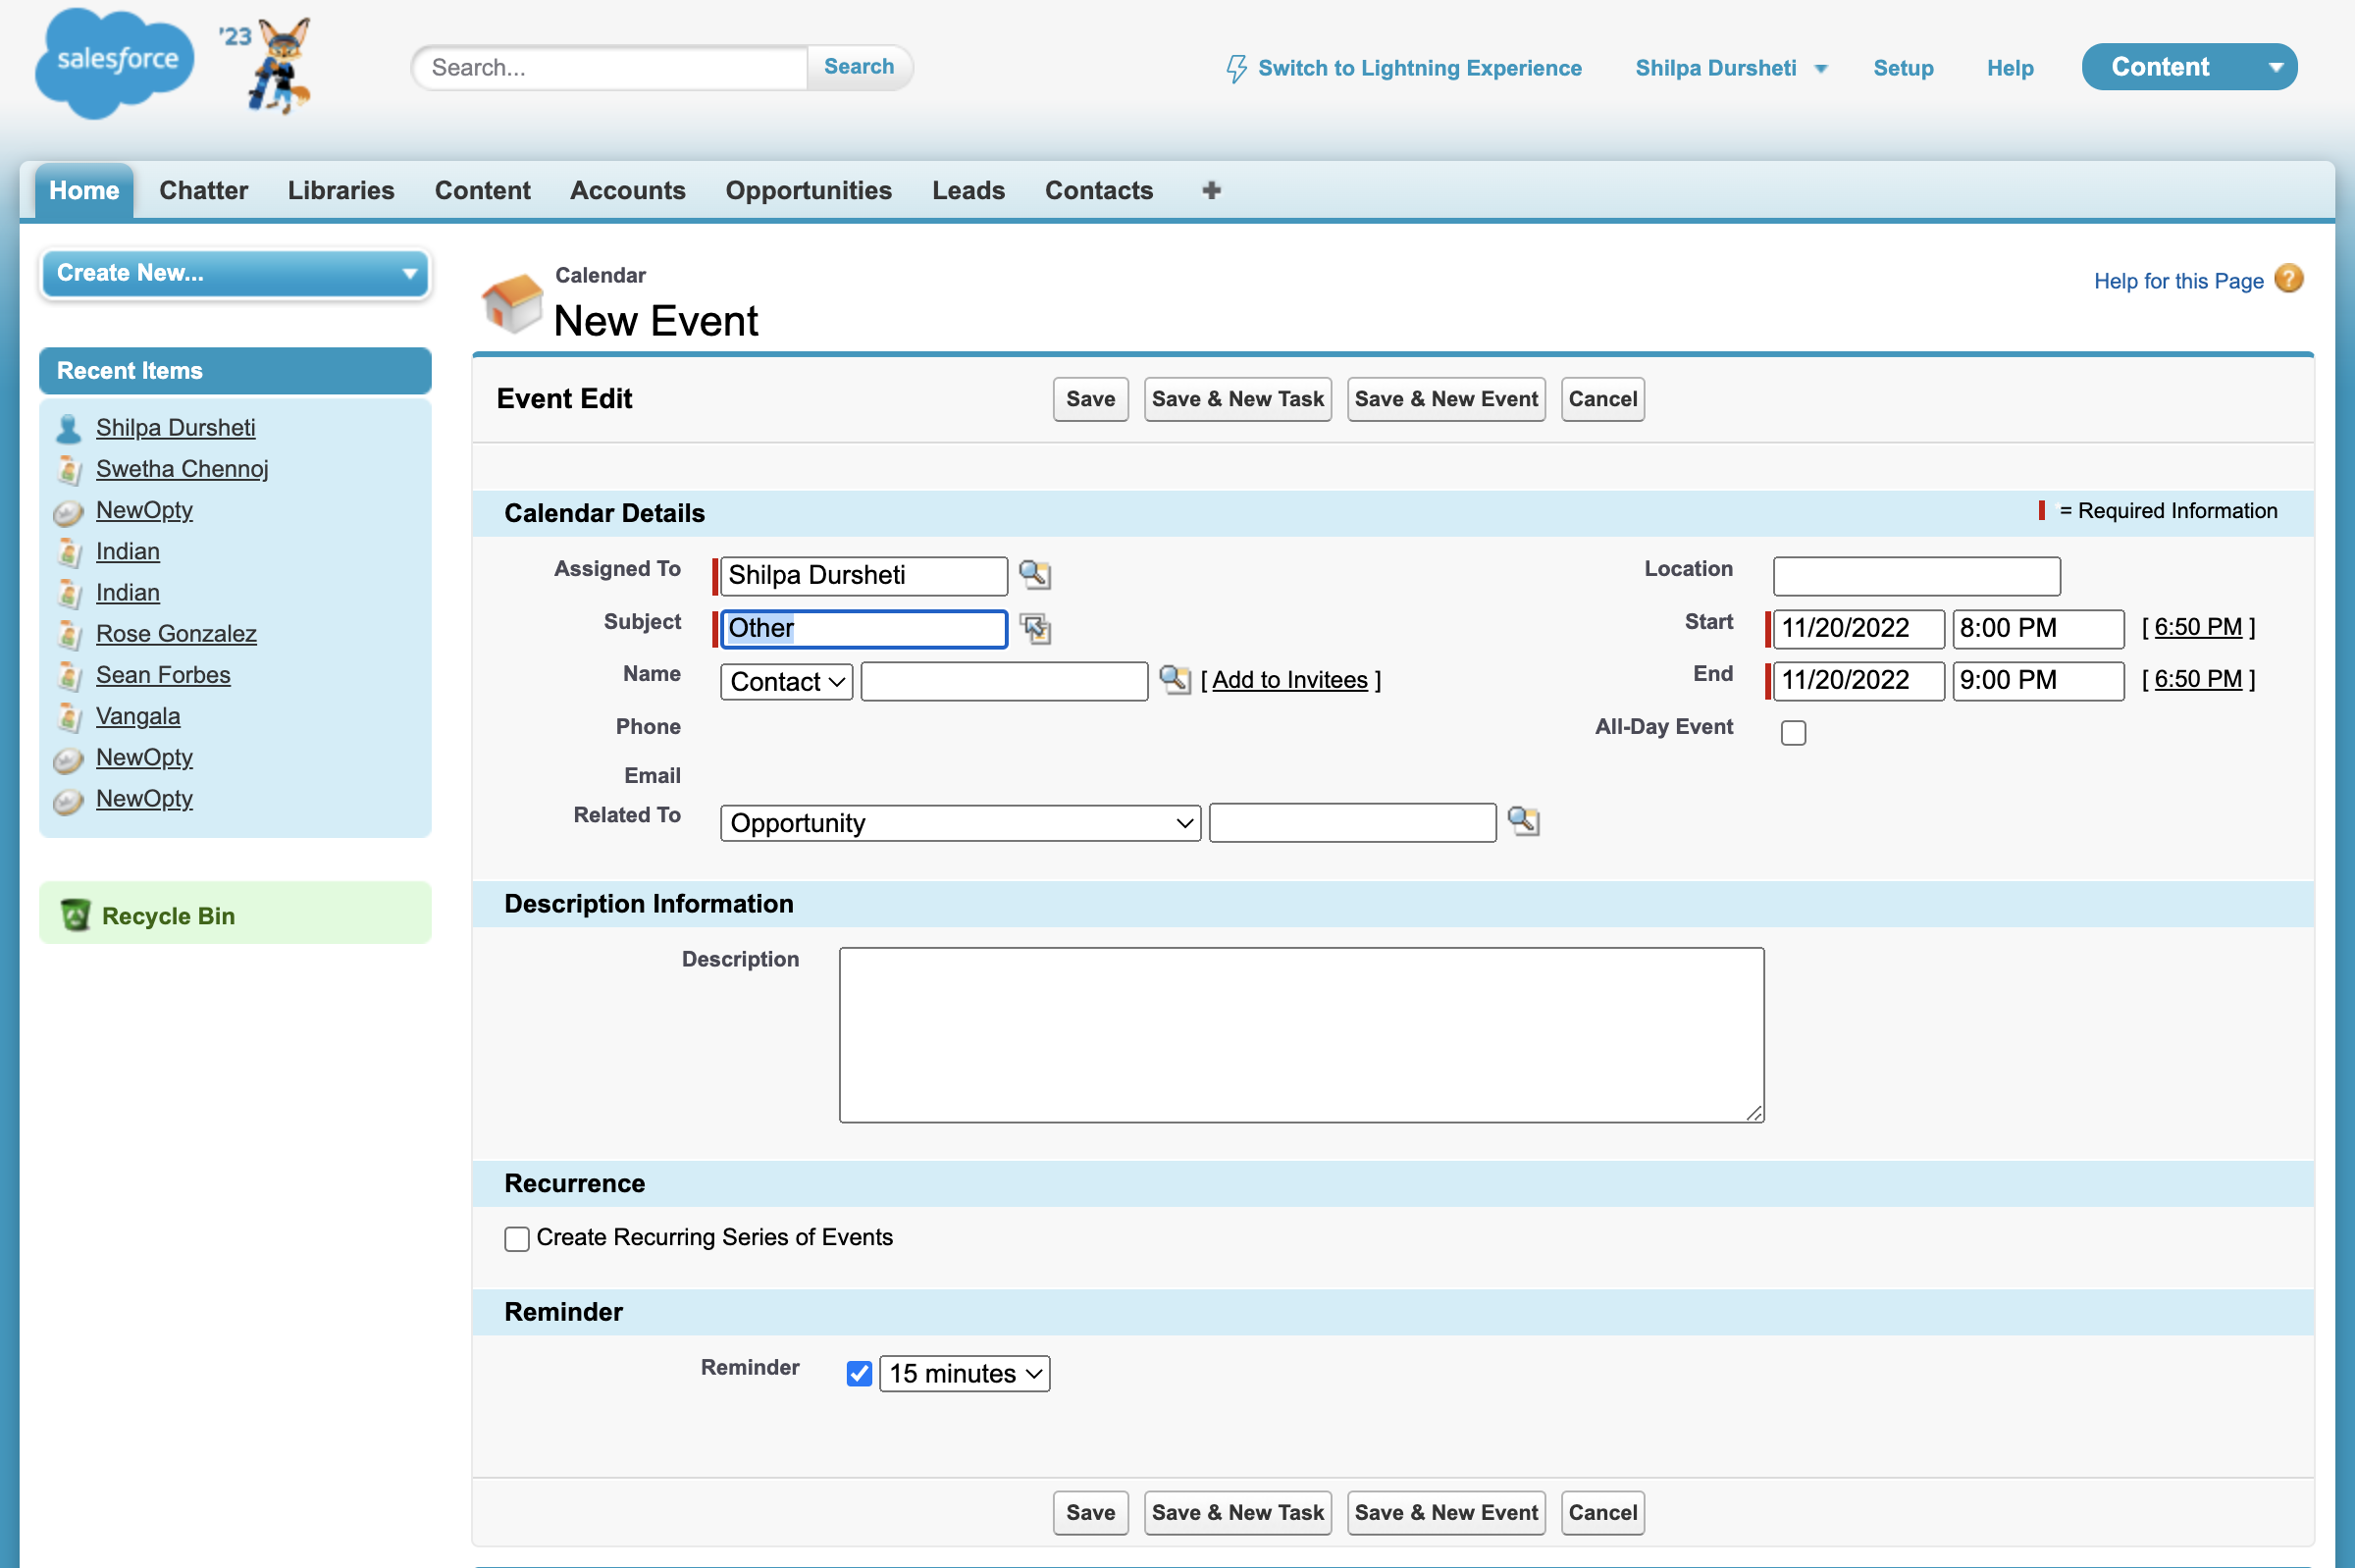 salesforce
'23
Search...
Search
Switch to Lightning Experience
Shilpa Dursheti
Setup
Help
Content
Home
Chatter
Libraries
Content
Accounts
Opportunities
Leads
Contacts
Create New...
Recent Items
Shilpa Dursheti
Swetha Chennoj
NewOpty
Indian
Indian
Rose Gonzalez
Sean Forbes
Vangala
NewOpty
NewOpty
Recycle Bin
Calendar
New Event
Help for this Page ?
Event Edit
Save
Save & New Task
Save & New Event
Cancel
Calendar Details
= Required Information
Assigned To Shilpa Dursheti
Location
Subject Other
Start 11/20/2022 8:00 PM [ 6:50 PM ]
Name Contact [ Add to Invitees ]
End 11/20/2022 9:00 PM [ 6:50 PM ]
Phone
All-Day Event
Email
Related To Opportunity
Description Information
Description
Recurrence
Create Recurring Series of Events
Reminder
Reminder 15 minutes
Save
Save & New Task
Save & New Event
Cancel